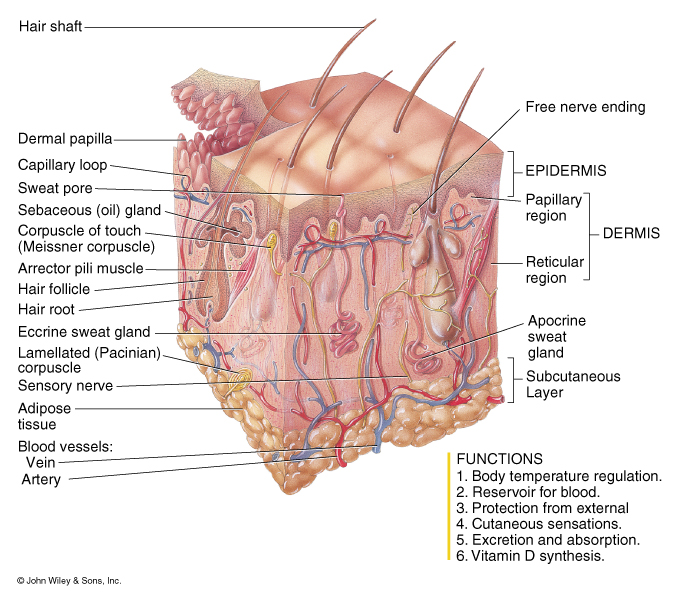 Hair shaft
Dermal papilla
Capillary loop
Sweat pore
Sebaceous (oil) gland
Corpuscle of touch
(Meissner corpuscle)
Arrector pili muscle
Hair follicle
Hair root
Eccrine sweat gland
Lamellated (Pacinian)
corpuscle
Sensory nerve
Adipose
tissue
Blood vessels:
Vein
Artery
Free nerve ending
EPIDERMIS
Papillary
region
DERMIS
Reticular
region
Apocrine
sweat
gland
Subcutaneous
Layer
FUNCTIONS
1. Body temperature regulation.
2. Reservoir for blood.
3. Protection from external
4. Cutaneous sensations.
5. Excretion and absorption.
6. Vitamin D synthesis.
© John Wiley & Sons, Inc.